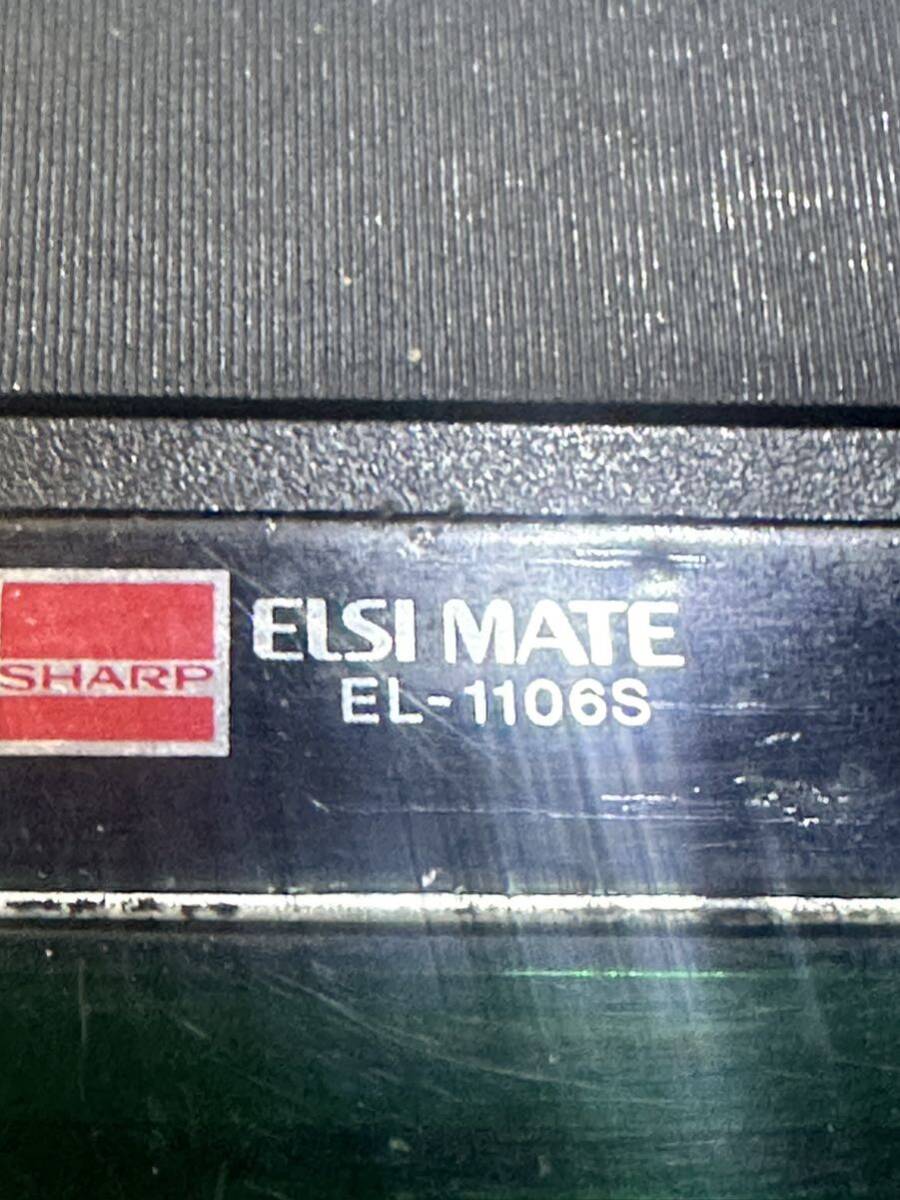 SHARP
ELSI MATE
EL-1106S